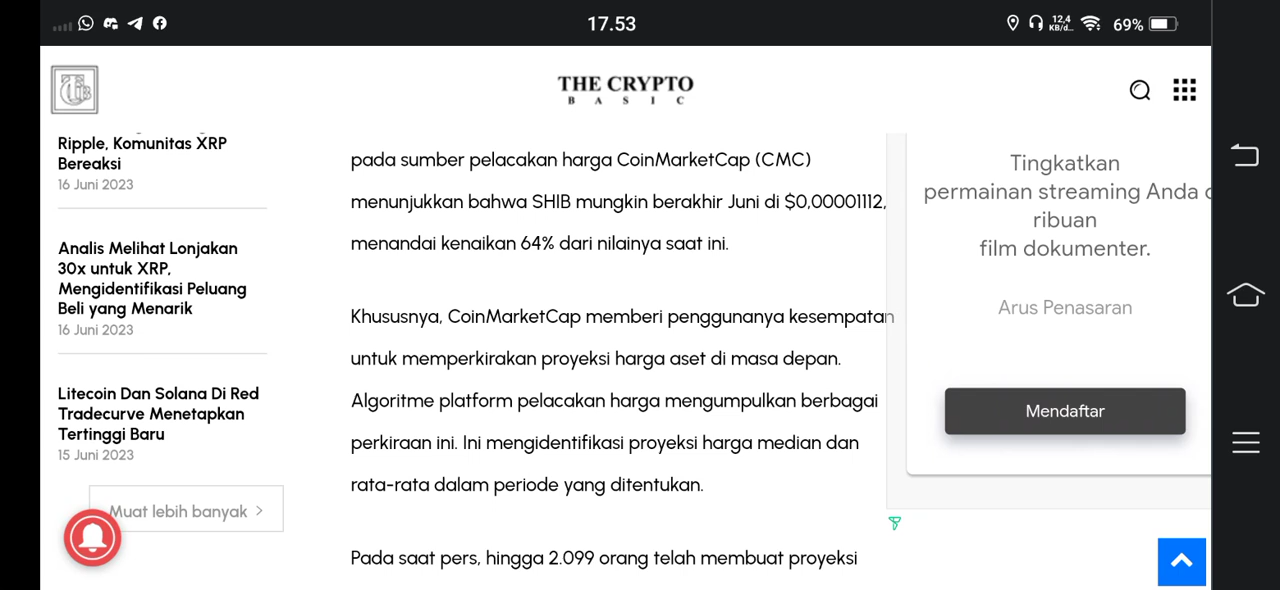 17.53
12,4
KB/d...
69%
THE CRYPTO
BASIC
Ripple, Komunitas XRP
Bereaksi
16 Juni 2023
Analis Melihat Lonjakan
30x untuk XRP,
Mengidentifikasi Peluang
Beli yang Menarik
16 Juni 2023
Litecoin Dan Solana Di Red
Tradecurve Menetapkan
Tertinggi Baru
15 Juni 2023
Muat lebih banyak
pada sumber pelacakan harga CoinMarketCap (CMC)
menunjukkan bahwa SHIB mungkin berakhir Juni di $0,00001112,
menandai kenaikan 64% dari nilainya saat ini.
Khususnya, CoinMarketCap memberi penggunanya kesempatan
untuk memperkirakan proyeksi harga aset di masa depan.
Algoritme platform pelacakan harga mengumpulkan berbagai
perkiraan ini. Ini mengidentifikasi proyeksi harga median dan
rata-rata dalam periode yang ditentukan.
Pada saat pers, hingga 2.099 orang telah membuat proyeksi
Tingkatkan
permainan streaming Anda
ribuan
film dokumenter.
Arus Penasaran
Mendaftar